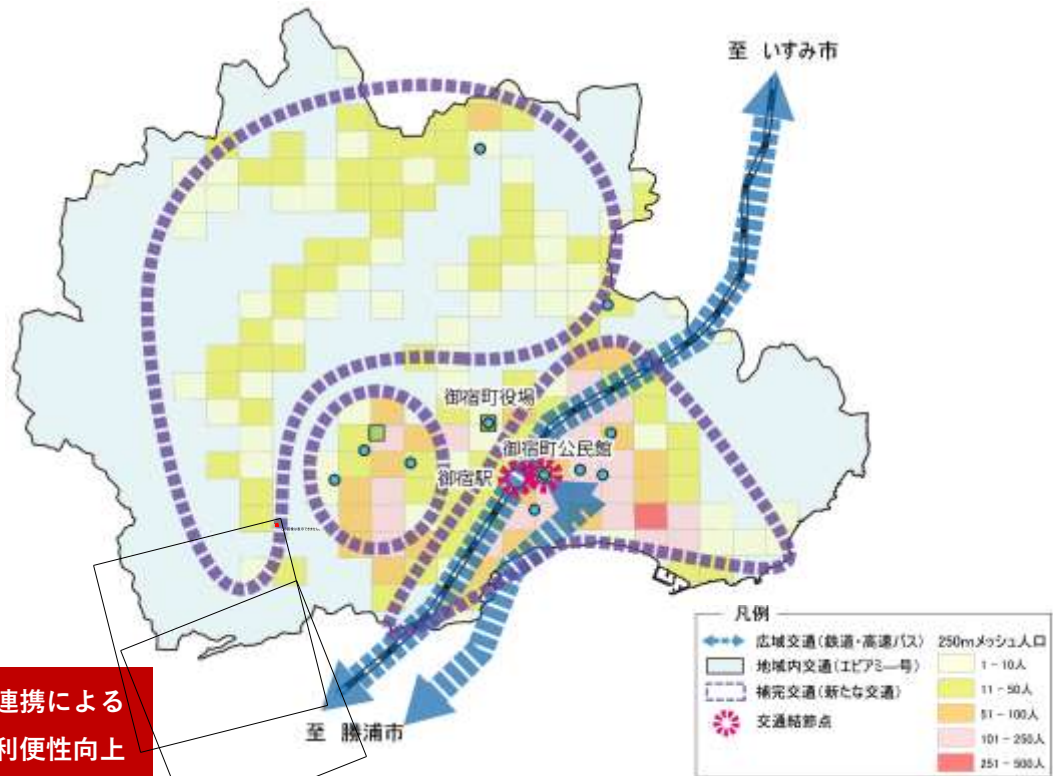 至 いすみ市
御宿町役場
御宿町公民館
御宿駅
連携による
利便性向上
至 勝浦市
凡例
広域交通(鉄道・高速バス)
地域内交通(エビアミー号)
補完交通(新たな交通)
交通結節点
250mメッシュ人口
1-10人
11-50人
51-100人
101-250人
251-500人